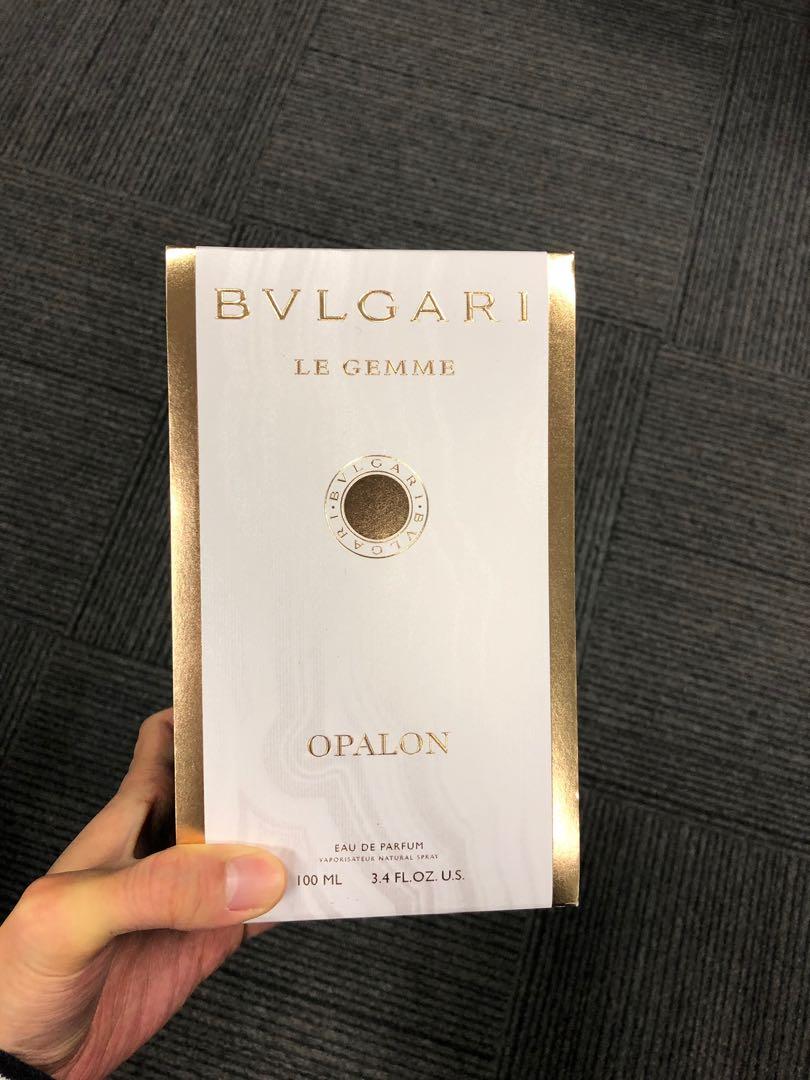 BVLGARI
LE GEMME
BVLGARI • BVLGARI •
OPALON
EAU DE PARFUM
VAPORISATEUR NATURAL SPRAY
100 ML 3.4 FL.OZ. U.S.